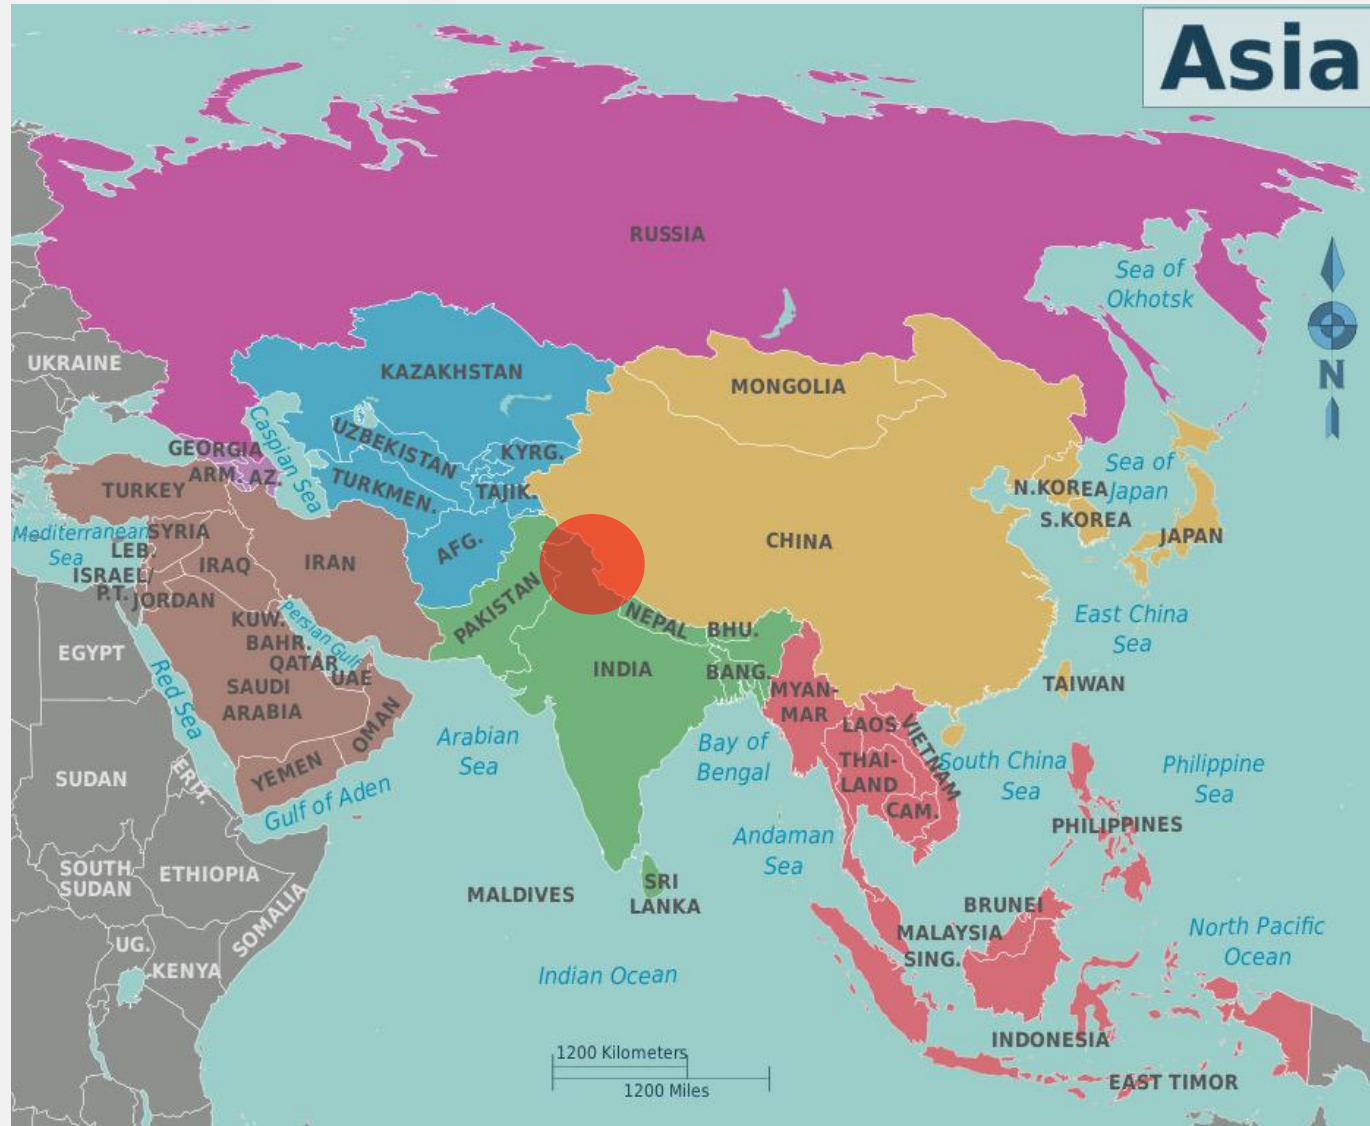 Asia
RUSSIA
Sea of
Okhotsk
UKRAINE
KAZAKHSTAN
MONGOLIA
N
Caspian Sea
GEORGIA
UZBEKISTAN
KYRG.
ARM.
AZ.
TURKMEN.
TAJIK.
TURKEY
Sea of
Japan
N.KOREA
S.KOREA
JAPAN
Mediterranean
Sea
SYRIA
LEB.
ISRAEL/
P.T.
JORDAN
IRAQ
IRAN
AFG.
CHINA
PAKISTAN
KUW.
BAHR.
QATAR
UAE
Persian Gulf
NEPAL
BHU.
East China
Sea
EGYPT
Red Sea
SAUDI
ARABIA
OMAN
INDIA
BANG.
MYAN-
MAR
TAIWAN
LAOS
VIETNAM
Arabian
Sea
Bay of
Bengal
THAI-
LAND
South China
Sea
Philippine
Sea
SUDAN
ERIX.
YEMEN
Gulf of Aden
CAM.
PHILIPPINES
Andaman
Sea
SOUTH
SUDAN
ETHIOPIA
SOMALIA
MALDIVES
SRI
LANKA
BRUNEI
MALAYSIA
SING.
North Pacific
Ocean
UG.
KENYA
Indian Ocean
INDONESIA
1200 Kilometers
1200 Miles
EAST TIMOR